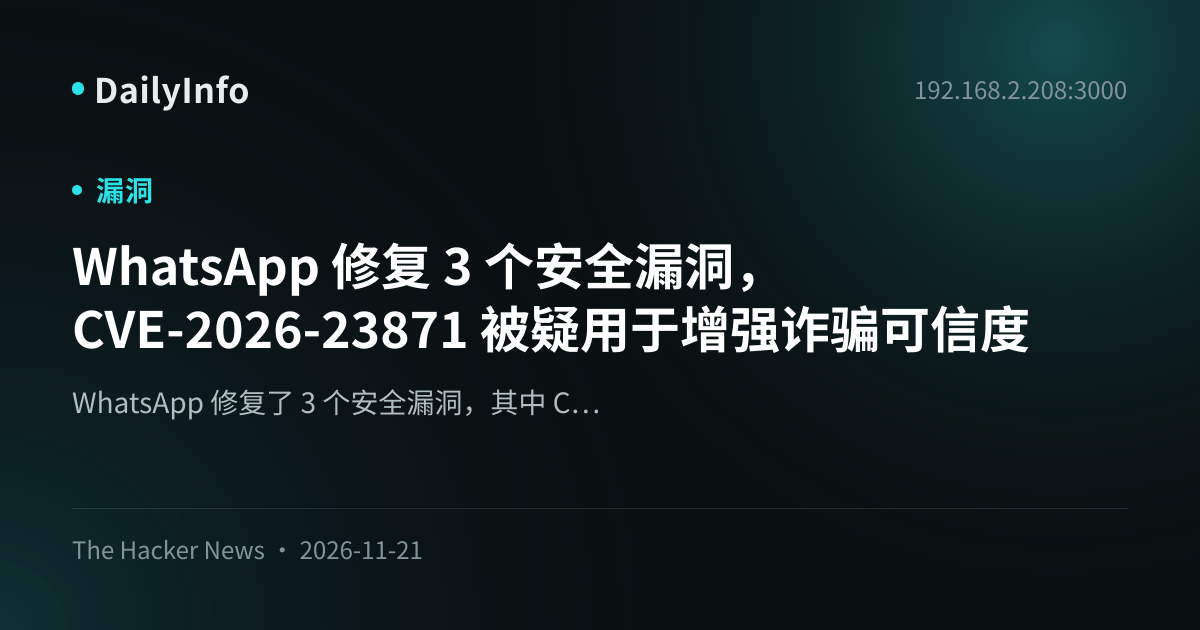 DailyInfo
192.168.2.208:3000
漏洞
WhatsApp 修复 3 个安全漏洞，
CVE-2026-23871 被疑用于增强诈骗可信度
WhatsApp 修复了 3 个安全漏洞，其中 C…
The Hacker News · 2026-11-21